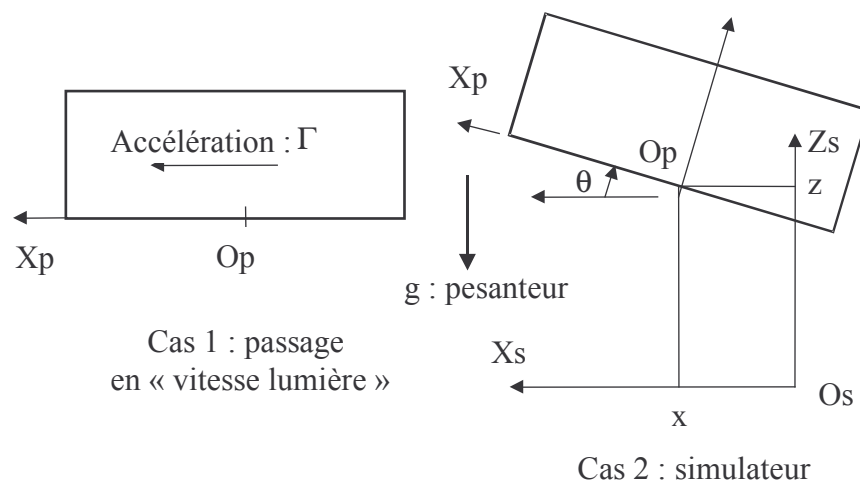 Accélération : Γ
Xp
Op
Cas 1 : passage
en « vitesse lumière »
Xp
Op
Zs
θ
z
g : pesanteur
Xs
Os
x
Cas 2 : simulateur